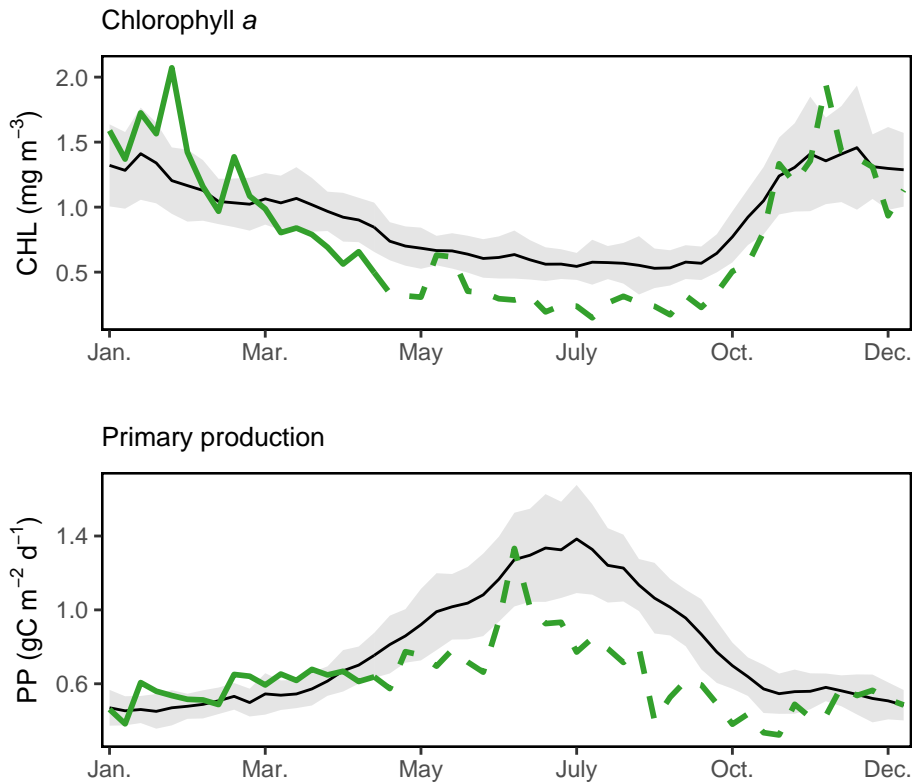 Chlorophyll a
CHL (mg m⁻³)
2.0
1.5
1.0
0.5
Jan. Mar. May July Oct. Dec.
Primary production
PP (gC m⁻² d⁻¹)
1.4
1.0
0.6
Jan. Mar. May July Oct. Dec.